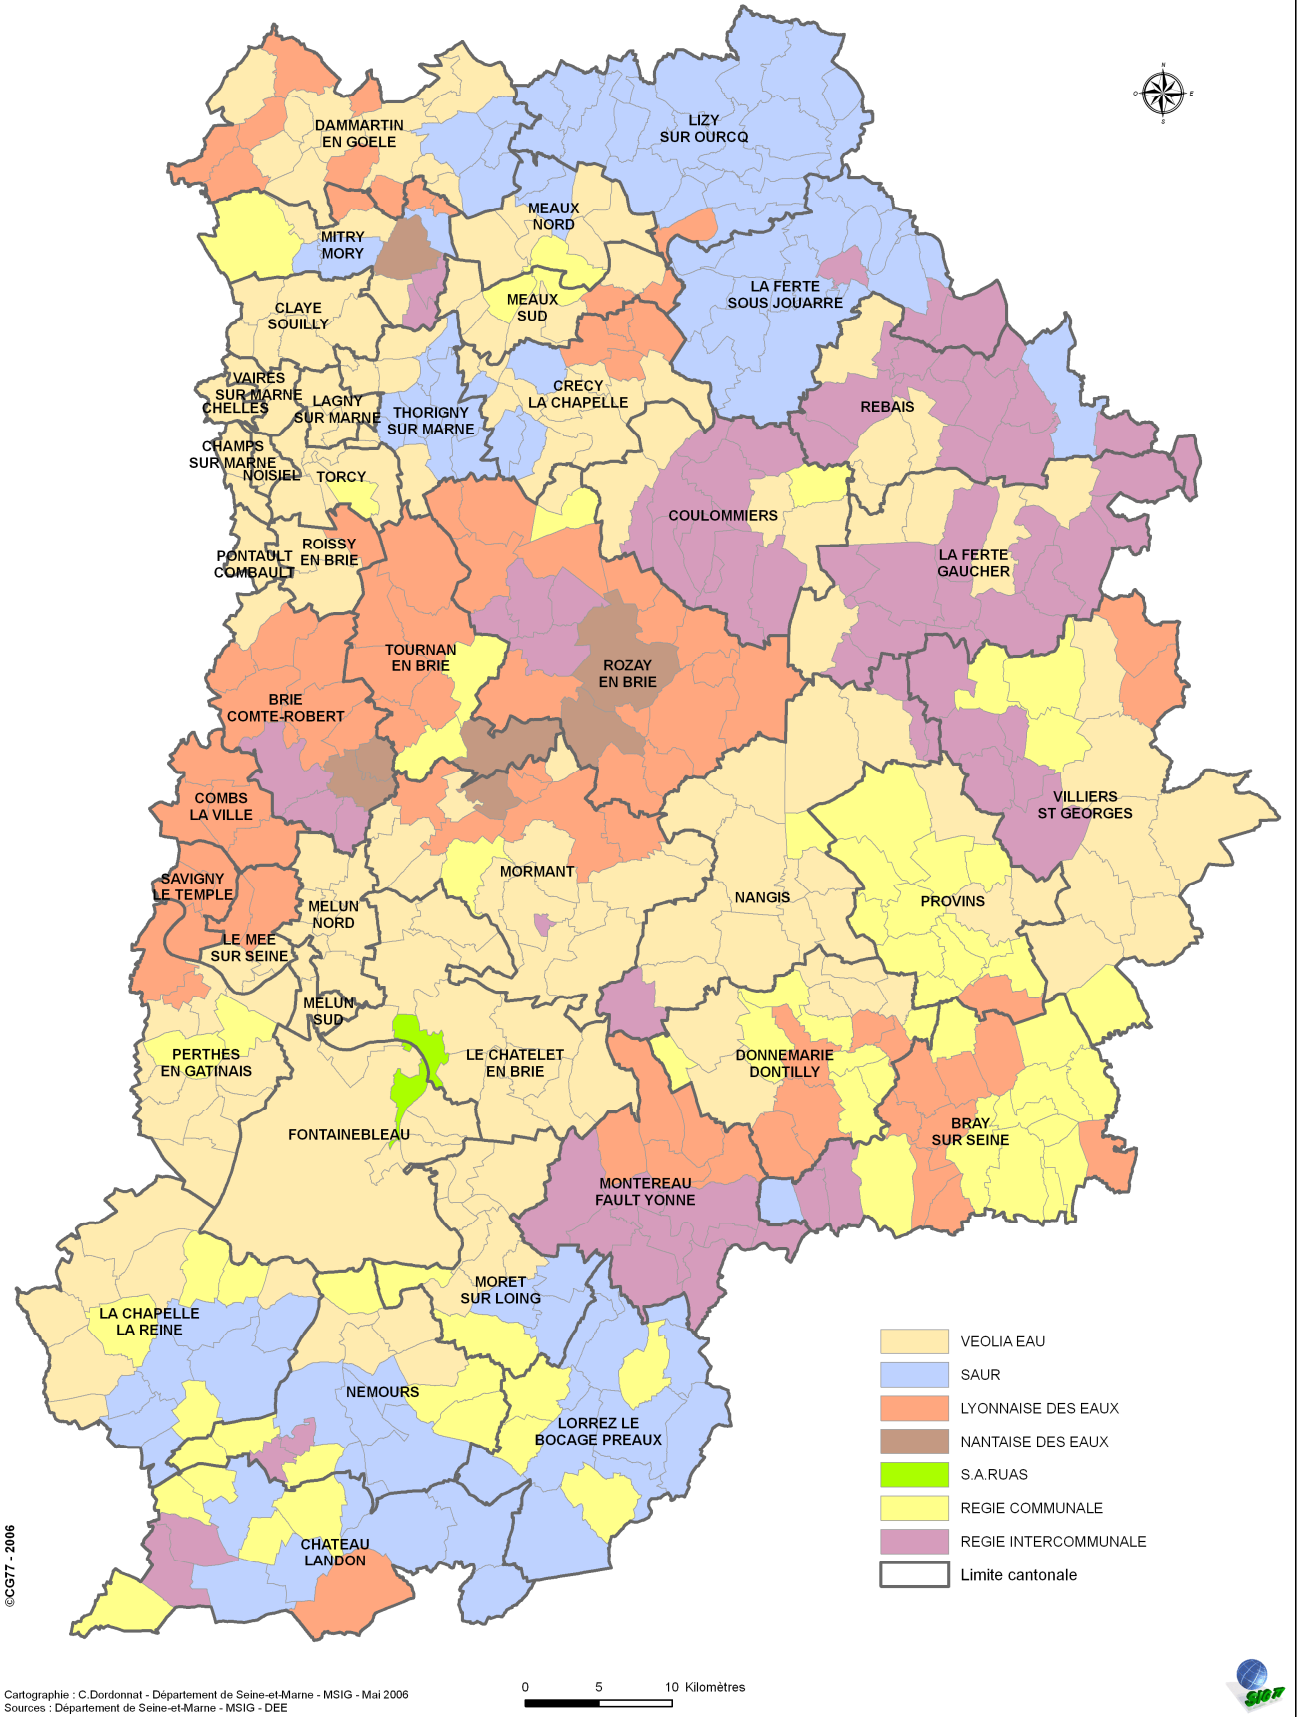 N
O
E
S
DAMMARTIN
EN GOELE
LIZY
SUR OURCQ
MITRY
MORY
MEAUX
NORD
CLAYE
SOUILLY
MEAUX
SUD
LA FERTE
SOUS JOUARRE
VAIRES
SUR MARNE
CHELLES
LAGNY
SUR MARNE
THORIGNY
SUR MARNE
CRECY
LA CHAPELLE
REBAIS
CHAMPS
SUR MARNE
NOISIEL
TORCY
COULOMMIERS
PONTAULT
COMBAULT
ROISSY
EN BRIE
LA FERTE
GAUCHER
TOURNAN
EN BRIE
ROZAY
EN BRIE
BRIE
COMTE-ROBERT
COMBS
LA VILLE
VILLIERS
ST GEORGES
SAVIGNY
LE TEMPLE
MORMANT
NANGIS
PROVINS
MELUN
NORD
LE MEE
SUR SEINE
MELUN
SUD
PERTHES
EN GATINAIS
LE CHATELET
EN BRIE
DONNEMARIE
DONTILLY
FONTAINEBLEAU
BRAY
SUR SEINE
MONTEREAU
FAULT YONNE
MORET
SUR LOING
LA CHAPELLE
LA REINE
NEMOURS
LORREZ LE
BOCAGE PREAUX
CHATEAU
LANDON
VEOLIA EAU
SAUR
LYONNAISE DES EAUX
NANTAISE DES EAUX
S.A.RUAS
REGIE COMMUNALE
REGIE INTERCOMMUNALE
Limite cantonale
©CG77 - 2006
0 5 10 Kilomètres
Cartographie : C.Dordonnat - Département de Seine-et-Marne - MSIG - Mai 2006
Sources : Département de Seine-et-Marne - MSIG - DEE
SIG 77